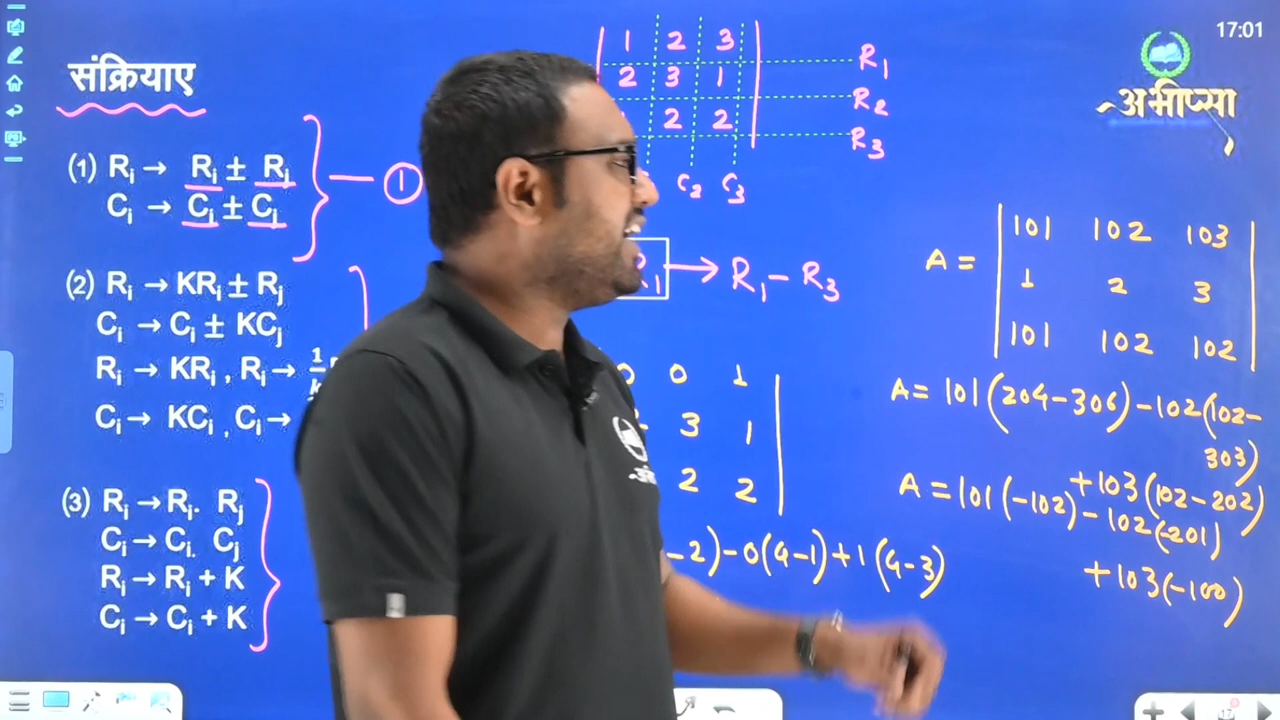 संक्रियाए
(1) Ri → Ri ± Rj
Ci → Ci ± Cj
①
(2) Ri → KRi ± Rj
Ci → Ci ± KCj
Ri → KRi , Ri →
Ci → KCi , Ci →
(3) Ri → Ri. Rj
Ci → Ci. Cj
Ri → Ri + K
Ci → Ci + K
1 2 3 R1
2 3 1 R2
2 2 R3
C2 C3
R1 → R1 - R3
0 0 1
3 1
2 2
-2) - 0(4-1) + 1(4-3)
17:01
अभीप्सा
A = | 101 102 103 |
| 1 2 3 |
| 101 102 102 |
A = 101(204-306) - 102(102-303)
+103(102-202)
A = 101(-102) - 102(-201)
+103(-100)
17